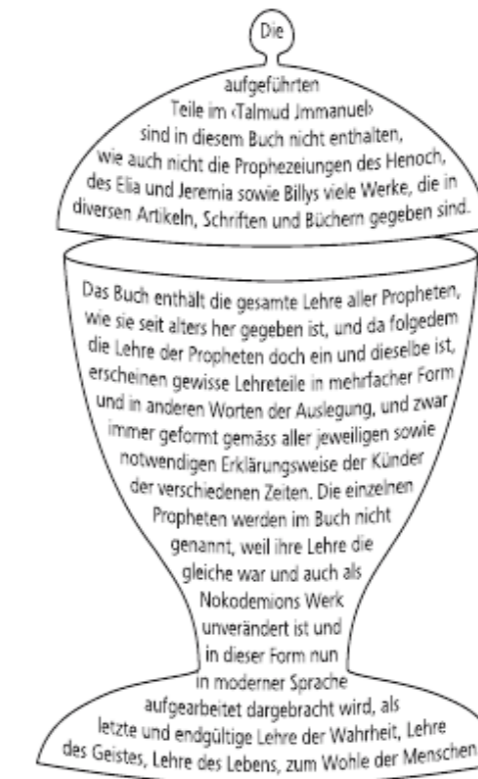 Die
aufgeführten
Teile im ‹Talmud Jmmanuel›
sind in diesem Buch nicht enthalten,
wie auch nicht die Prophezeiungen des Henoch,
des Elia und Jeremia sowie Billys viele Werke, die in
diversen Artikeln, Schriften und Büchern gegeben sind.
Das Buch enthält die gesamte Lehre aller Propheten,
wie sie seit alters her gegeben ist, und da folgedem
die Lehre der Propheten doch ein und dieselbe ist,
erscheinen gewisse Lehreteile in mehrfacher Form
und in anderen Worten der Auslegung, und zwar
immer geformt gemäss aller jeweiligen sowie
notwendigen Erklärungsweise der Künder
der verschiedenen Zeiten. Die einzelnen
Propheten werden im Buch nicht
genannt, weil ihre Lehre die
gleiche war und auch als
Nokodemions Werk
unverändert ist und
in dieser Form nun
in moderner Sprache
aufgearbeitet dargebracht wird, als
letzte und endgültige Lehre der Wahrheit, Lehre
des Geistes, Lehre des Lebens, zum Wohle der Menschen